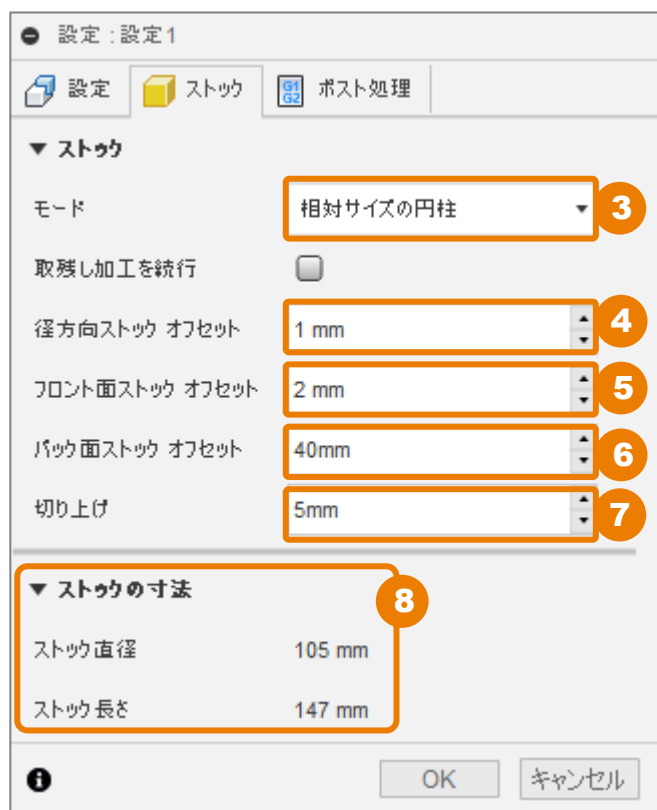 設定 : 設定1
設定 ストック G1 G2 ポスト処理
▼ ストック
モード 相対サイズの円柱 3
取残し加工を続行
径方向ストック オフセット 1 mm 4
フロント面ストック オフセット 2 mm 5
バック面ストック オフセット 40mm 6
切り上げ 5mm 7
▼ ストックの寸法 8
ストック直径 105 mm
ストック長さ 147 mm
OK キャンセル